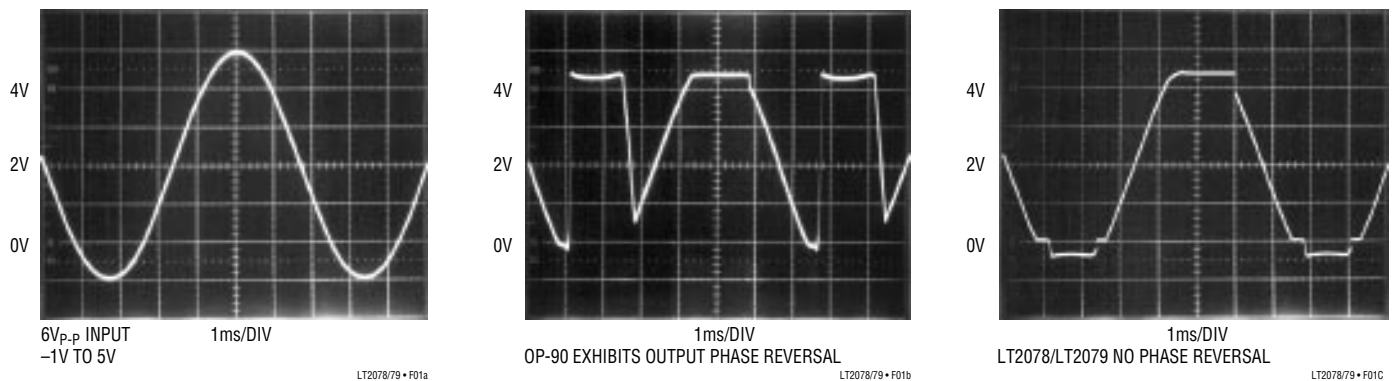 4V
2V
0V
6VP-P INPUT
–1V TO 5V
1ms/DIV
LT2078/79 • F01a
4V
2V
0V
1ms/DIV
OP-90 EXHIBITS OUTPUT PHASE REVERSAL
LT2078/79 • F01b
4V
2V
0V
1ms/DIV
LT2078/LT2079 NO PHASE REVERSAL
LT2078/79 • F01C